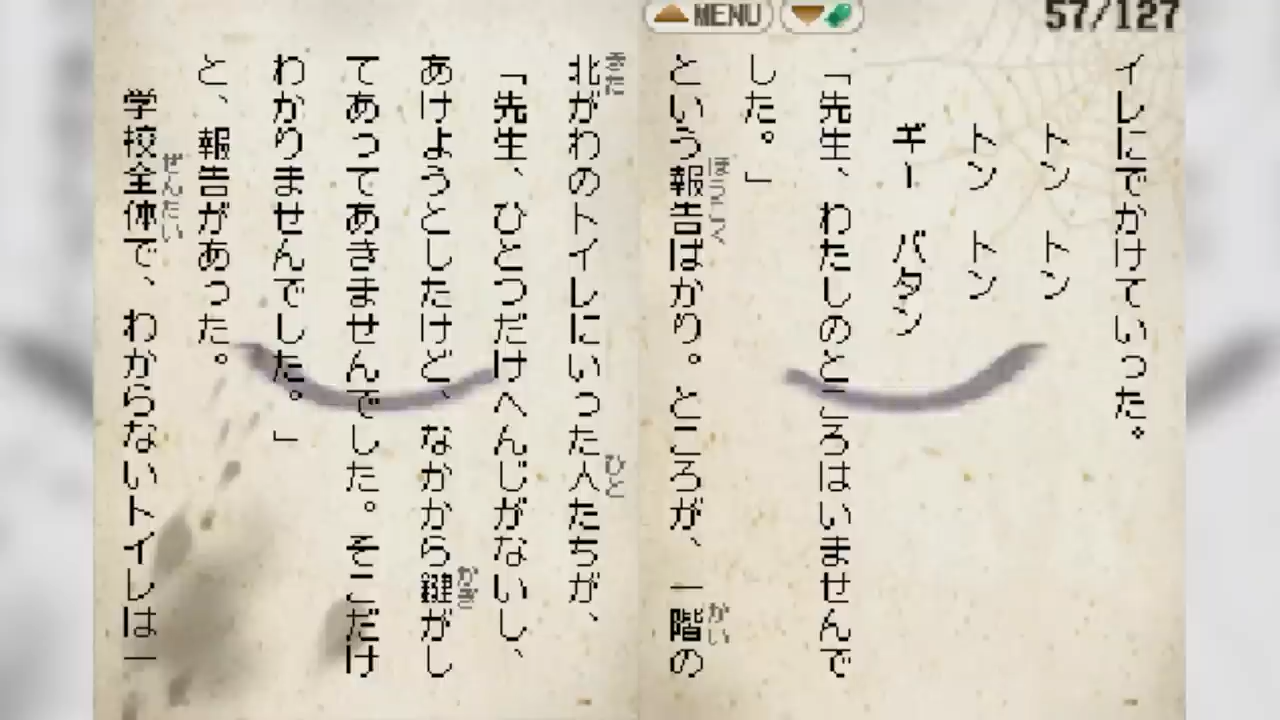 MENU
57/127
イレにでかけていった。
トン トン
トン トン
ギー バタン
「先生、わたしのところはいませんで
した。」
という報告ばかり。ところが、一階の
北がわのトイレにいった人たちが、
「先生、ひとつだけへんじがないし、
あけようとしたけど、なかから鍵がし
てあってあきませんでした。そこだけ
わかりませんでした。」
と、報告があった。
学校全体で、わからないトイレは一